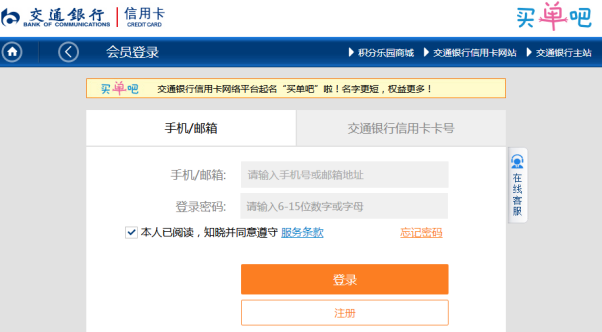 交通銀行 信用卡
BANK OF COMMUNICATIONS CREDIT CARD
买单吧
会员登录 积分乐园商城 交通银行信用卡网站 交通银行主站
买单吧 交通银行信用卡网络平台起名“买单吧”啦！名字更短，权益更多！
手机/邮箱 交通银行信用卡卡号
手机/邮箱: 请输入手机号或邮箱地址
登录密码: 请输入6-15位数字或字母
本人已阅读，知晓并同意遵守 服务条款 忘记密码
登录
注册
在线客服